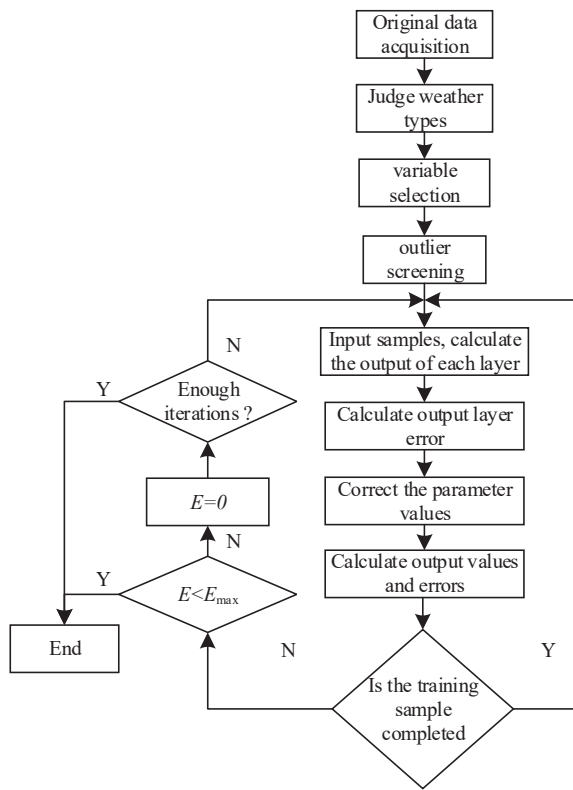 Original data
acquisition
Judge weather
types
variable
selection
outlier
screening
N
Input samples, calculate
the output of each layer
Y
Enough
iterations ?
Calculate output layer
error
E=0
Correct the parameter
values
N
Calculate output values
and errors
Y
E<Emax
End
N
Y
Is the training
sample
completed